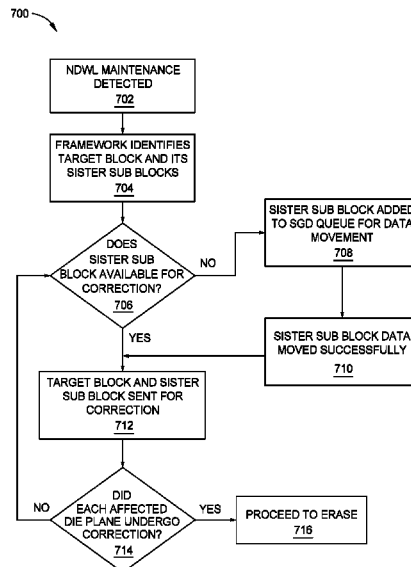 700
NDWL MAINTENANCE
DETECTED
702
FRAMEWORK IDENTIFIES
TARGET BLOCK AND ITS
SISTER SUB BLOCKS
704
DOES
SISTER SUB
BLOCK AVAILABLE FOR
CORRECTION?
706
NO
YES
SISTER SUB BLOCK ADDED
TO SGD QUEUE FOR DATA
MOVEMENT
708
SISTER SUB BLOCK DATA
MOVED SUCCESSFULLY
710
TARGET BLOCK AND SISTER
SUB BLOCK SENT FOR
CORRECTION
712
DID
EACH AFFECTED
DIE PLANE UNDERGO
CORRECTION?
714
NO
YES
PROCEED TO ERASE
716